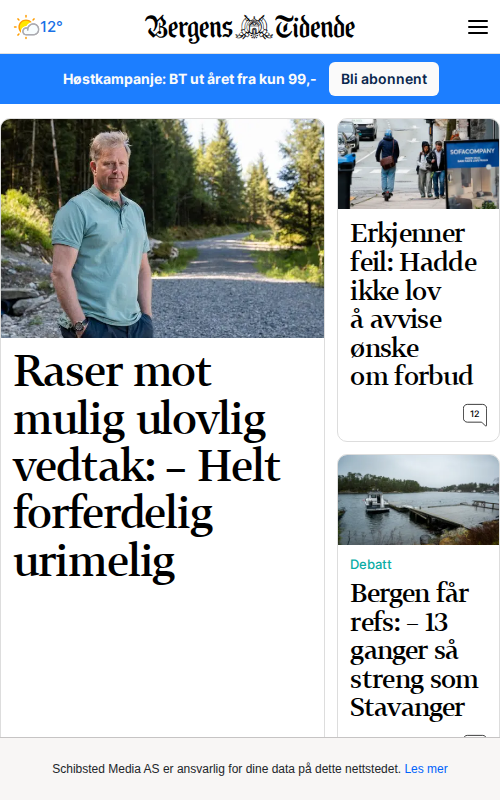 12°
Bergens Tidende
Høstkampanje: BT ut året fra kun 99,-
Bli abonnent
Raser mot
mulig ulovlig
vedtak: – Helt
forferdelig
urimelig
SOFACOMPANY
Erkjenner
feil: Hadde
ikke lov
å avvise
ønske
om forbud
12
Debatt
Bergen får
refs: – 13
ganger så
streng som
Stavanger
Schibsted Media AS er ansvarlig for dine data på dette nettstedet. Les mer